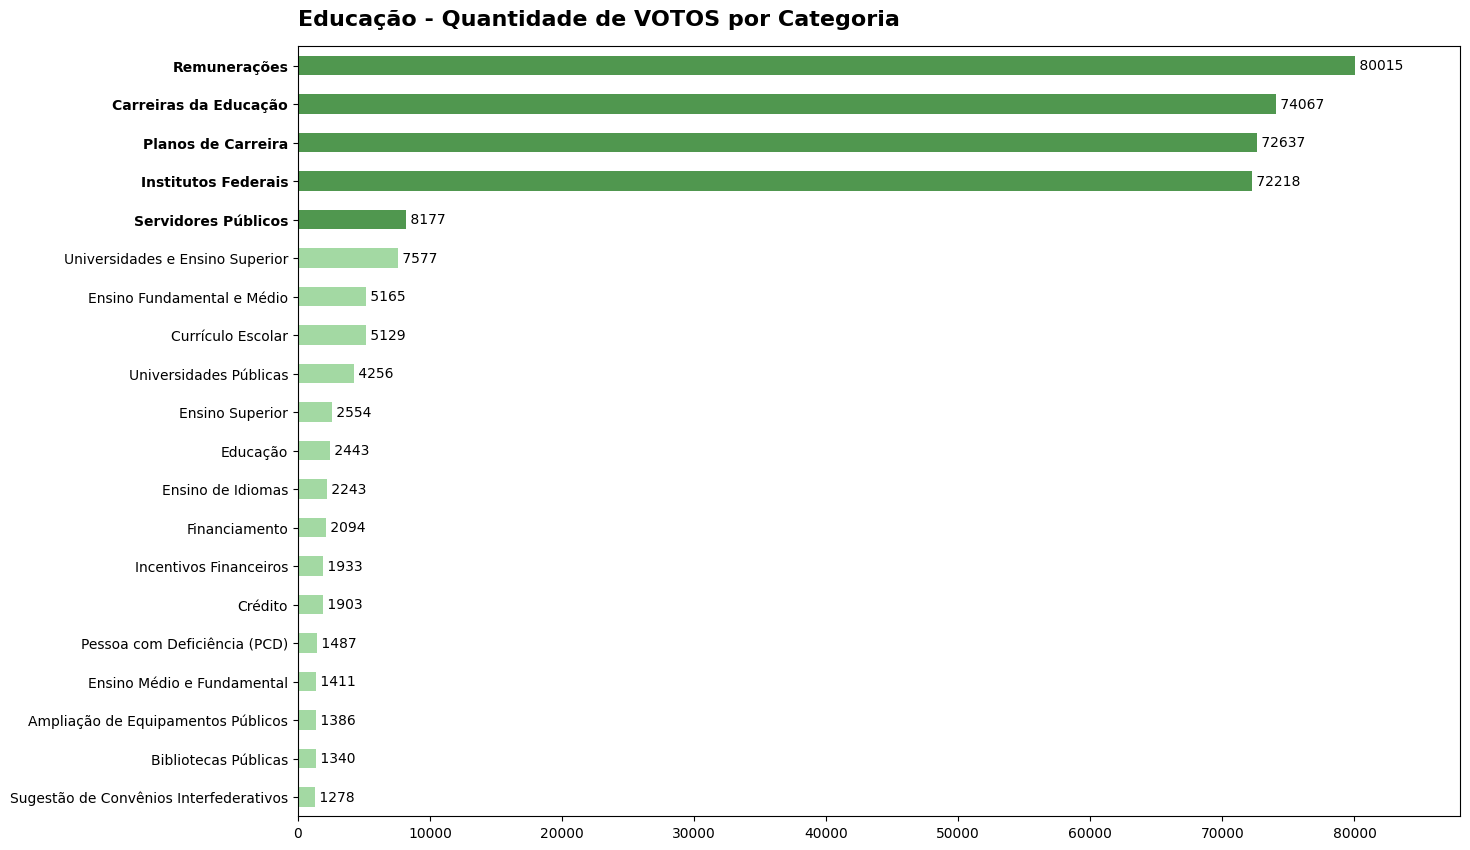 Educação - Quantidade de VOTOS por Categoria
Remunerações 80015
Carreiras da Educação 74067
Planos de Carreira 72637
Institutos Federais 72218
Servidores Públicos 8177
Universidades e Ensino Superior 7577
Ensino Fundamental e Médio 5165
Currículo Escolar 5129
Universidades Públicas 4256
Ensino Superior 2554
Educação 2443
Ensino de Idiomas 2243
Financiamento 2094
Incentivos Financeiros 1933
Crédito 1903
Pessoa com Deficiência (PCD) 1487
Ensino Médio e Fundamental 1411
Ampliação de Equipamentos Públicos 1386
Bibliotecas Públicas 1340
Sugestão de Convênios Interfederativos 1278
0 10000 20000 30000 40000 50000 60000 70000 80000